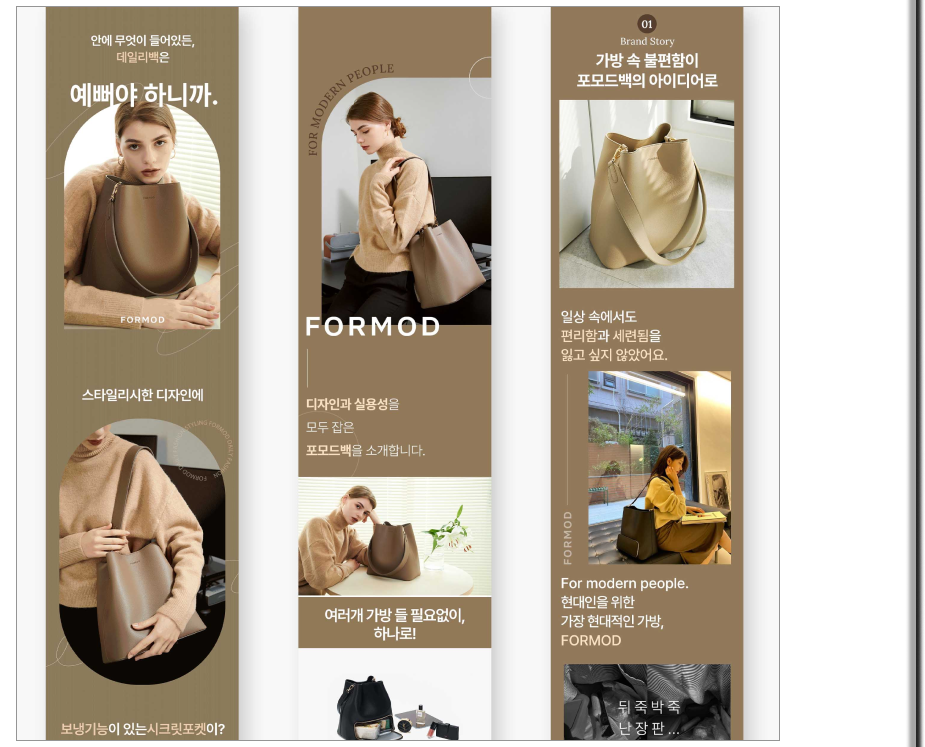 안에 무엇이 들어있든,
데일리백은
예뻐야 하니까.
FORMOD
스타일리시한 디자인에
보냉기능이 있는시크릿포켓이?
FOR MODERN PEOPLE
FORMOD
디자인과 실용성을
모두 잡은
포모드백을 소개합니다.
여러개 가방 들 필요없이,
하나로!
01
Brand Story
가방 속 불편함이
포모드백의 아이디어로
일상 속에서도
편리함과 세련됨을
잃고 싶지 않았어요.
FORMOD
For modern people.
현대인을 위한
가장 현대적인 가방,
FORMOD
뒤죽박죽
난장판...